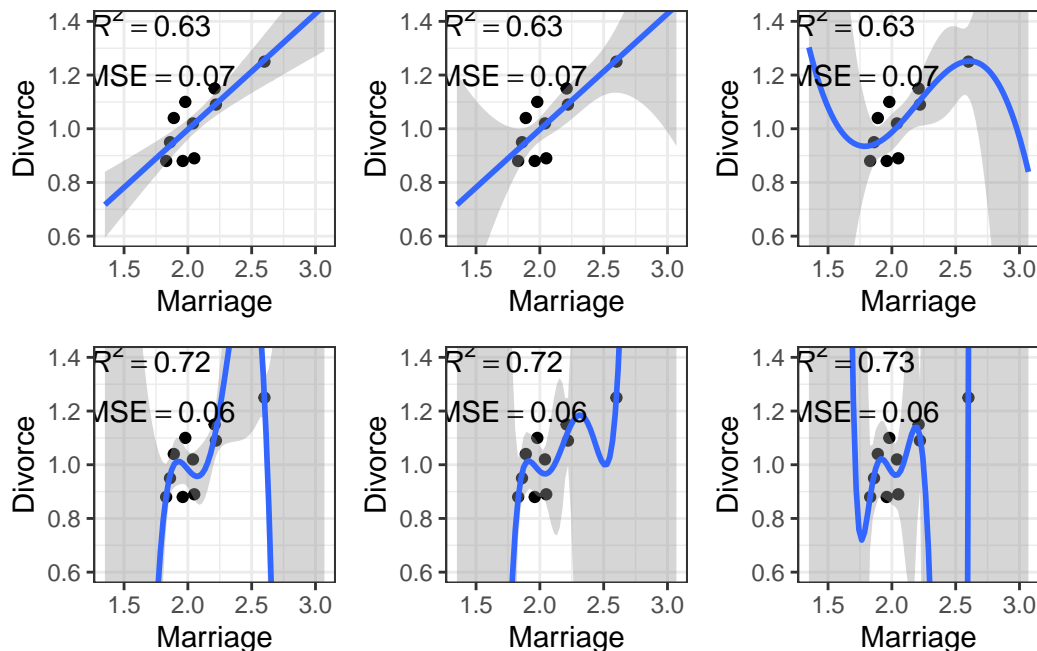 R² = 0.63
MSE = 0.07
1.4
1.2
1.0
0.8
0.6
Divorce
1.5 2.0 2.5 3.0
Marriage
R² = 0.63
MSE = 0.07
1.4
1.2
1.0
0.8
0.6
Divorce
1.5 2.0 2.5 3.0
Marriage
R² = 0.63
MSE = 0.07
1.4
1.2
1.0
0.8
0.6
Divorce
1.5 2.0 2.5 3.0
Marriage
R² = 0.72
MSE = 0.06
1.4
1.2
1.0
0.8
0.6
Divorce
1.5 2.0 2.5 3.0
Marriage
R² = 0.72
MSE = 0.06
1.4
1.2
1.0
0.8
0.6
Divorce
1.5 2.0 2.5 3.0
Marriage
R² = 0.73
MSE = 0.06
1.4
1.2
1.0
0.8
0.6
Divorce
1.5 2.0 2.5 3.0
Marriage